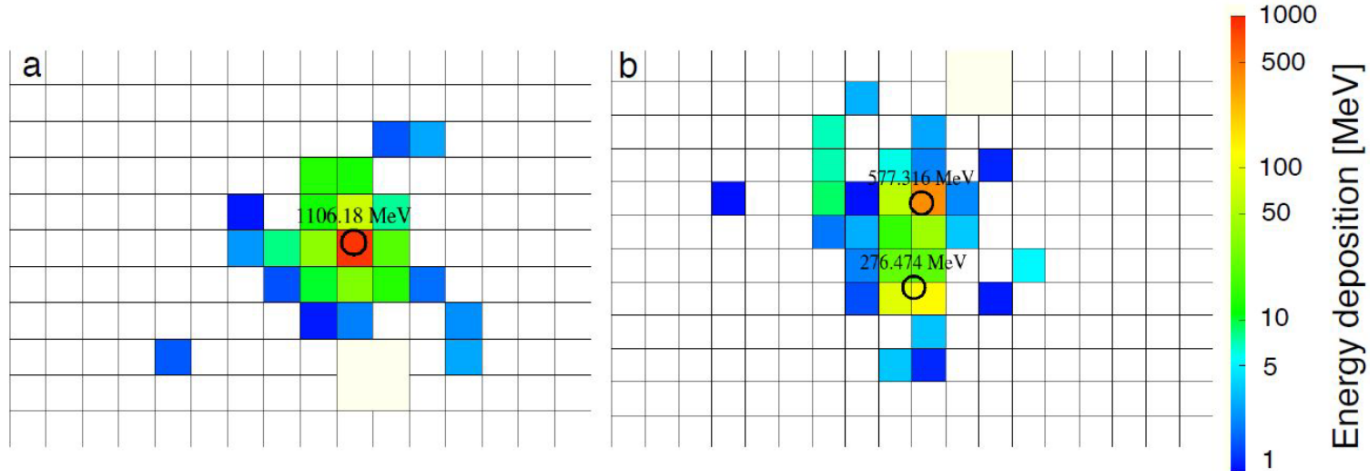 a
1106.18 MeV
b
577.316 MeV
276.474 MeV
1000
500
100
50
10
5
1
Energy deposition [MeV]